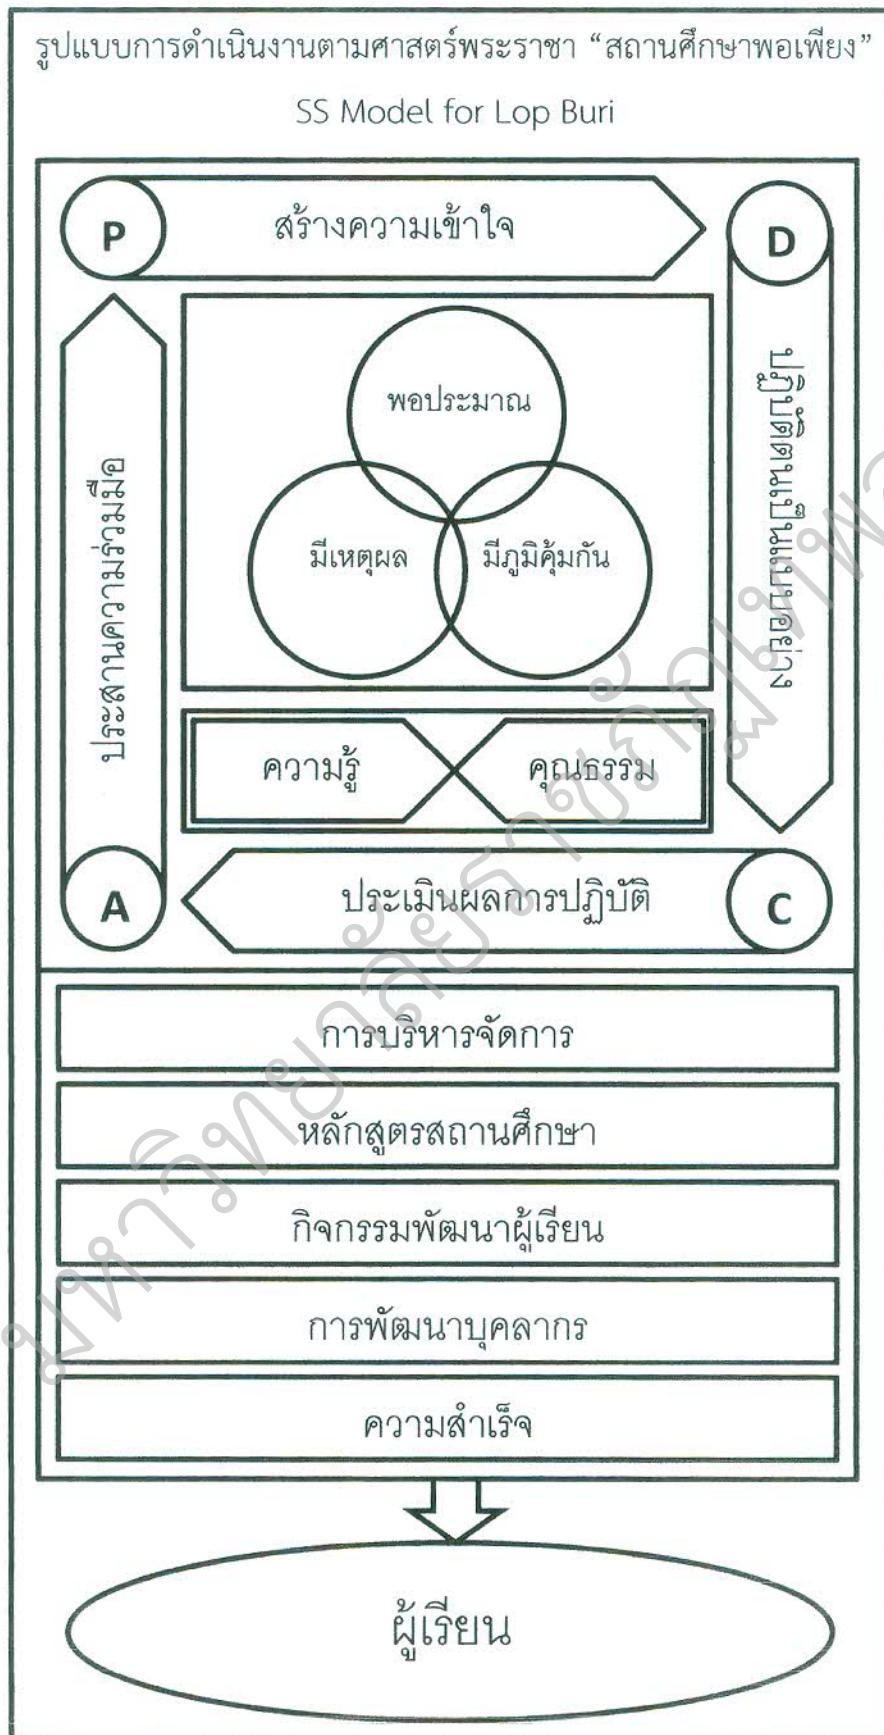 รูปแบบการดำเนินงานตามศาสตร์พระราชา “สถานศึกษาพอเพียง”
SS Model for Lop Buri
P
สร้างความเข้าใจ
D
ปฏิบัติตนเป็นแบบอย่าง
พอประมาณ
มีเหตุผล
มีภูมิคุ้มกัน
ประสานความร่วมมือ
ความรู้
คุณธรรม
A
ประเมินผลการปฏิบัติ
C
การบริหารจัดการ
หลักสูตรสถานศึกษา
กิจกรรมพัฒนาผู้เรียน
การพัฒนาบุคลากร
ความสำเร็จ
ผู้เรียน